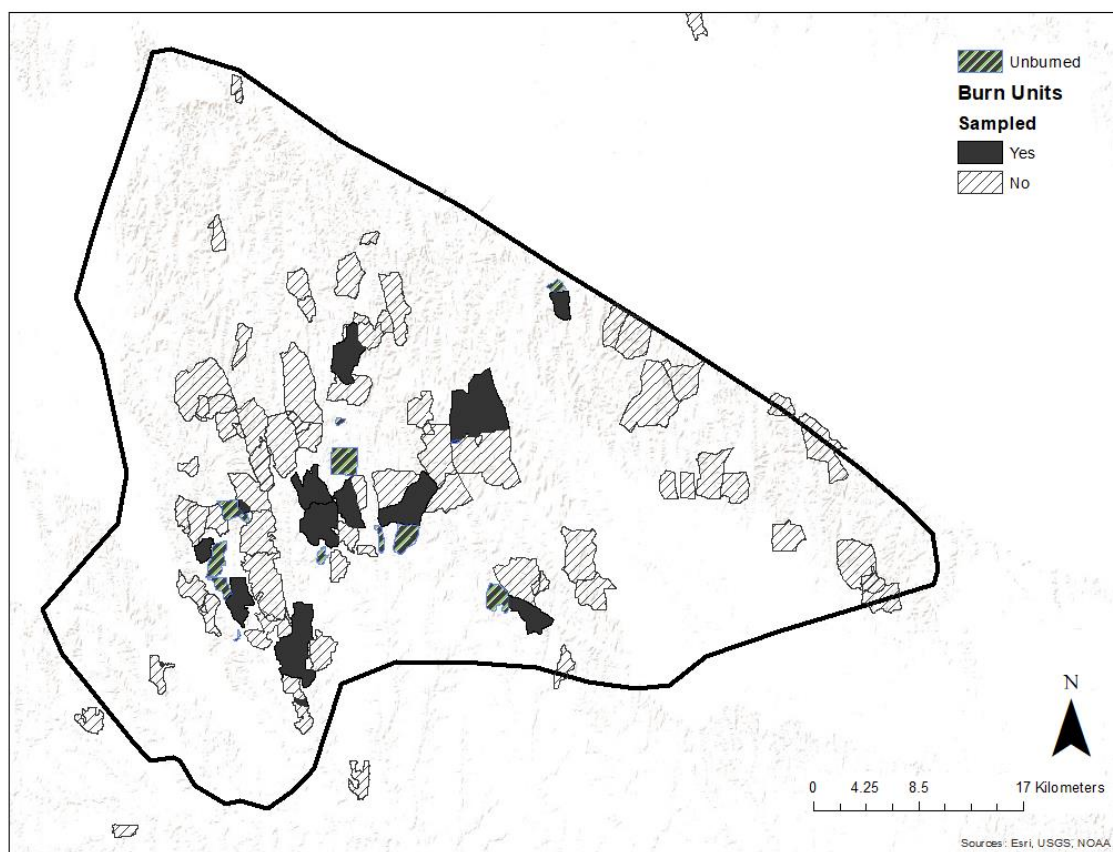 Unburned
Burn Units
Sampled
Yes
No
N
0 4.25 8.5 17 Kilometers
Sources: Esri, USGS, NOAA